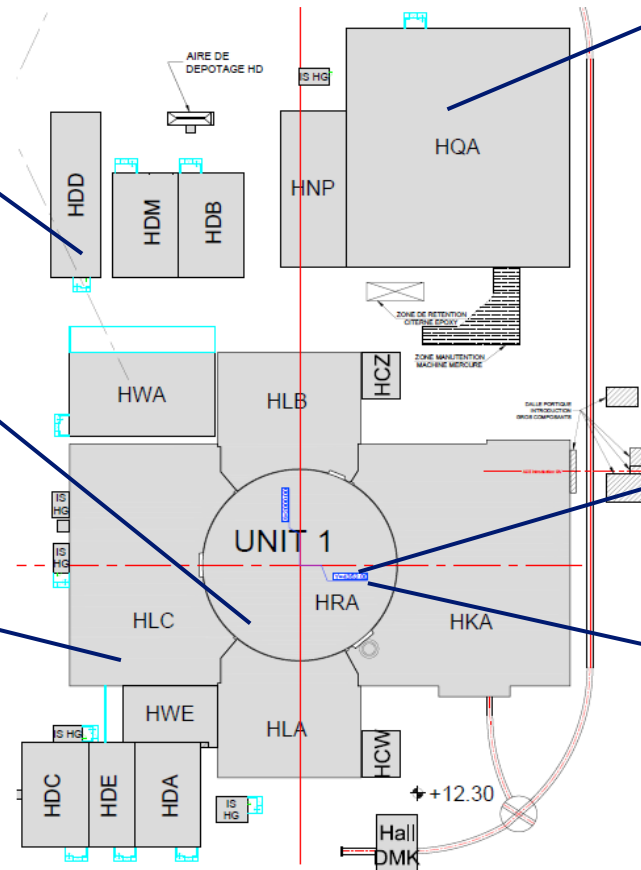 AIRE DE
DEPOTAGE HD
IS HG
HQA
HNP
HDD
HDM
HDB
ZONE DE RETENTION
CITERNE EPOXY
ZONE MANUTENTION
MACHINE MERCURE
HWA
HLB
HCZ
DALLE PORTIQUE
INTRODUCTION
GROS COMPOSANTS
IS
HG
IS
HG
UNIT 1
HRA
HLC
HKA
HWE
HLA
HCW
IS HG
HDC
HDE
HDA
IS
HG
+12.30
Hall
DMK